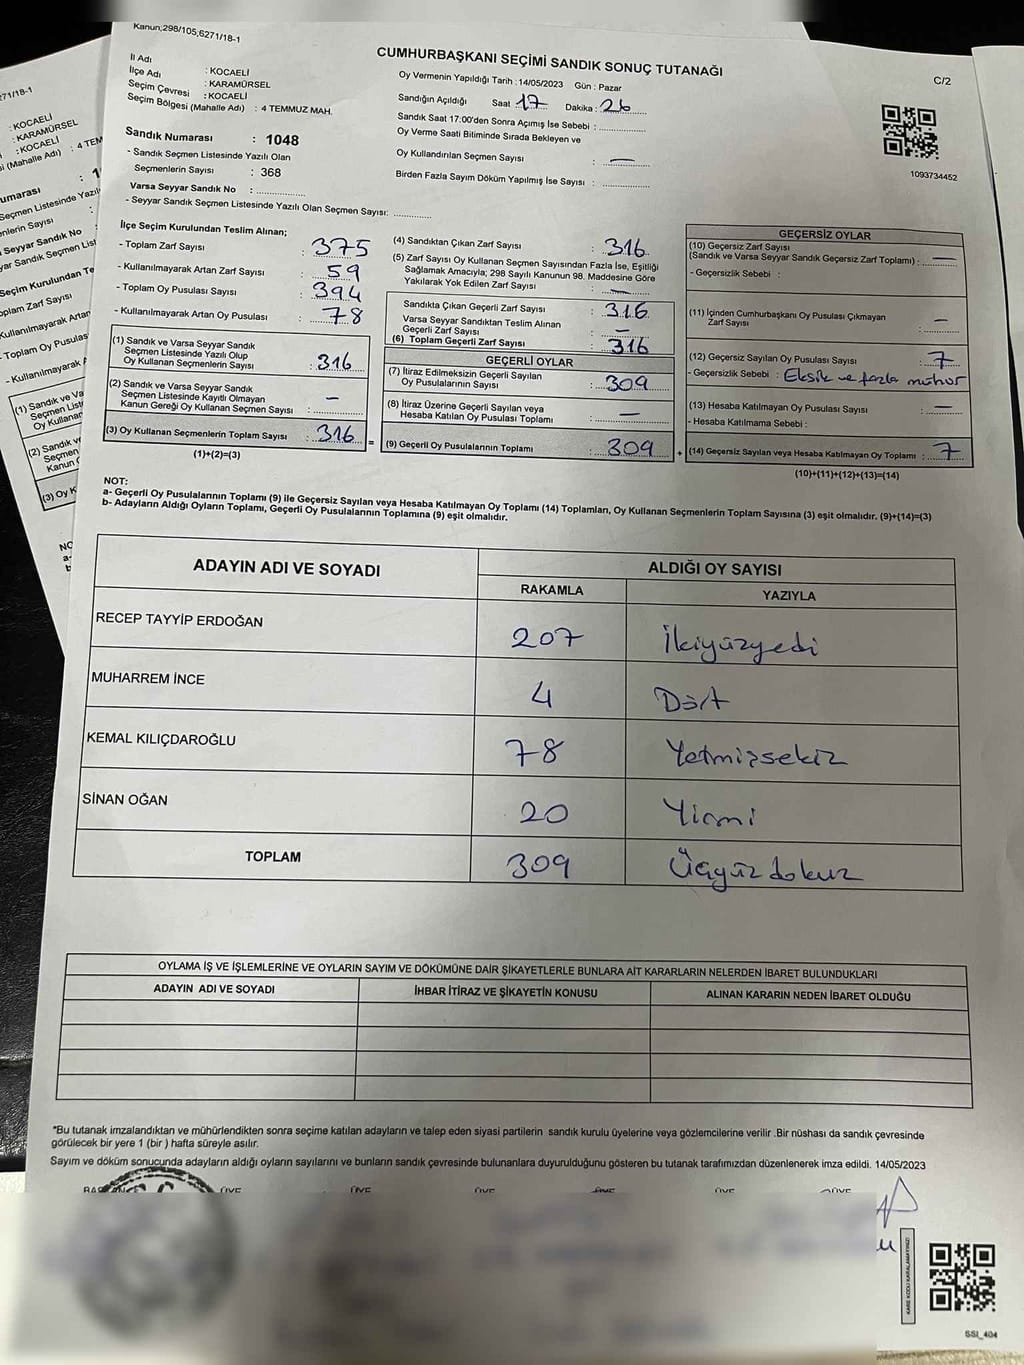 Kanun;298/105,6271/18-1
CUMHURBAŞKANI SEÇİMİ SANDIK SONUÇ TUTANAĞI
C/2
İl Adı : KOCAELİ
İlçe Adı : KARAMÜRSEL
Seçim Çevresi : KOCAELİ
Seçim Bölgesi (Mahalle Adı) : 4 TEMMUZ MAH.
Oy Vermenin Yapıldığı Tarih : 14/05/2023 Gün : Pazar
Sandığın Açıldığı Saat 17 Dakika : 26
Sandık Saat 17:00'den Sonra Açımış İse Sebebi :
Oy Verme Saati Bitiminde Sırada Bekleyen ve
Oy Kullandırılan Seçmen Sayısı : —
Birden Fazla Sayım Döküm Yapılmış İse Sayısı :
1093734452
Sandık Numarası : 1048
- Sandık Seçmen Listesinde Yazılı Olan
Seçmenlerin Sayısı : 368
Varsa Seyyar Sandık No :
- Seyyar Sandık Seçmen Listesinde Yazılı Olan Seçmen Sayısı:
İlçe Seçim Kurulundan Teslim Alınan;
- Toplam Zarf Sayısı : 375
- Kullanılmayarak Artan Zarf Sayısı : 59
- Toplam Oy Pusulası Sayısı : 394
- Kullanılmayarak Artan Oy Pusulası : 78
(1) Sandık ve Varsa Seyyar Sandık
Seçmen Listesinde Yazılı Olup
Oy Kullanan Seçmenlerin Sayısı : 316
(2) Sandık ve Varsa Seyyar Sandık
Seçmen Listesinde Kayıtlı Olmayan
Kanun Gereği Oy Kullanan Seçmen Sayısı : —
(3) Oy Kullanan Seçmenlerin Toplam Sayısı : 316
(1)+(2)=(3)
=
(4) Sandıktan Çıkan Zarf Sayısı : 316
(5) Zarf Sayısı Oy Kullanan Seçmen Sayısından Fazla İse, Eşitliği
Sağlamak Amacıyla; 298 Sayılı Kanunun 98. Maddesine Göre
Yakılarak Yok Edilen Zarf Sayısı : —
Sandıkta Çıkan Geçerli Zarf Sayısı : 316
Varsa Seyyar Sandıktan Teslim Alınan
Geçerli Zarf Sayısı : —
(6) Toplam Geçerli Zarf Sayısı : 316
GEÇERLİ OYLAR
(7) İtiraz Edilmeksizin Geçerli Sayılan
Oy Pusulalarının Sayısı : 309
(8) İtiraz Üzerine Geçerli Sayılan veya
Hesaba Katılan Oy Pusulası Toplamı : —
(9) Geçerli Oy Pusulalarının Toplamı : 309
+
GEÇERSİZ OYLAR
(10) Geçersiz Zarf Sayısı
(Sandık ve Varsa Seyyar Sandık Geçersiz Zarf Toplamı) : —
- Geçersizlik Sebebi :
(11) İçinden Cumhurbaşkanı Oy Pusulası Çıkmayan
Zarf Sayısı : —
(12) Geçersiz Sayılan Oy Pusulası Sayısı : 7
- Geçersizlik Sebebi : Eksik ve fazla mühür
(13) Hesaba Katılmayan Oy Pusulası Sayısı : —
- Hesaba Katılmama Sebebi :
(14) Geçersiz Sayılan veya Hesaba Katılmayan Oy Toplamı : 7
(10)+(11)+(12)+(13)=(14)
NOT:
a- Geçerli Oy Pusulalarının Toplamı (9) ile Geçersiz Sayılan veya Hesaba Katılmayan Oy Toplamı (14) Toplamları, Oy Kullanan Seçmenlerin Toplam Sayısına (3) eşit olmalıdır. (9)+(14)=(3)
b- Adayların Aldığı Oyların Toplamı, Geçerli Oy Pusulalarının Toplamına (9) eşit olmalıdır.
ADAYIN ADI VE SOYADI
ALDIĞI OY SAYISI
RAKAMLA YAZIYLA
RECEP TAYYİP ERDOĞAN 207 İkiyüzyedi
MUHARREM İNCE 4 Dört
KEMAL KILIÇDAROĞLU 78 Yetmişsekiz
SİNAN OĞAN 20 Yirmi
TOPLAM 309 Üçyüzdokuz
OYLAMA İŞ VE İŞLEMLERİNE VE OYLARIN SAYIM VE DÖKÜMÜNE DAİR ŞİKAYETLERLE BUNLARA AİT KARARLARIN NELERDEN İBARET BULUNDUKLARI
ADAYIN ADI VE SOYADI İHBAR İTİRAZ VE ŞİKAYETİN KONUSU ALINAN KARARIN NEDEN İBARET OLDUĞU
*Bu tutanak imzalandıktan ve mühürlendikten sonra seçime katılan adayların ve talep eden siyasi partilerin sandık kurulu üyelerine veya gözlemcilerine verilir .Bir nüshası da sandık çevresinde
görülecek bir yere 1 (bir ) hafta süreyle asılır.
Sayım ve döküm sonucunda adayların aldığı oyların sayılarını ve bunların sandık çevresinde bulunanlara duyurulduğunu gösteren bu tutanak tarafımızdan düzenlenerek imza edildi. 14/05/2023
ÜYE ÜYE ÜYE ÜYE ÜYE ÜYE
KARE KODU KARALAMAYINIZ!
SSI_404